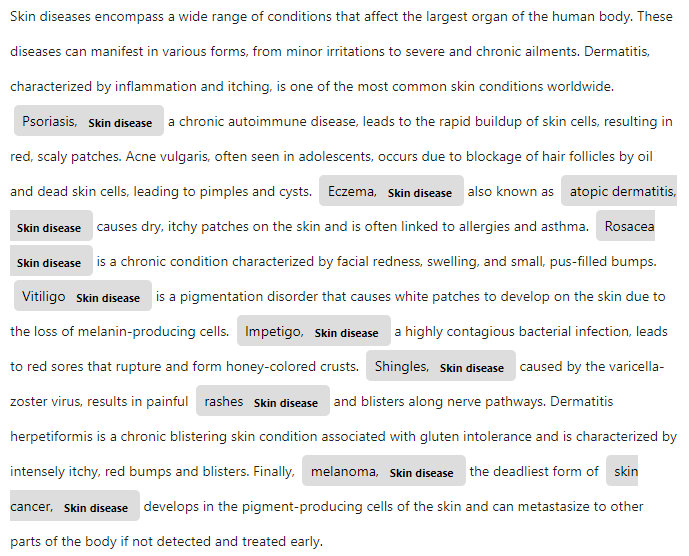 Skin diseases encompass a wide range of conditions that affect the largest organ of the human body. These
diseases can manifest in various forms, from minor irritations to severe and chronic ailments. Dermatitis,
characterized by inflammation and itching, is one of the most common skin conditions worldwide.
Psoriasis, Skin disease a chronic autoimmune disease, leads to the rapid buildup of skin cells, resulting in
red, scaly patches. Acne vulgaris, often seen in adolescents, occurs due to blockage of hair follicles by oil
and dead skin cells, leading to pimples and cysts. Eczema, Skin disease also known as atopic dermatitis,
Skin disease causes dry, itchy patches on the skin and is often linked to allergies and asthma. Rosacea
Skin disease is a chronic condition characterized by facial redness, swelling, and small, pus-filled bumps.
Vitiligo Skin disease is a pigmentation disorder that causes white patches to develop on the skin due to
the loss of melanin-producing cells. Impetigo, Skin disease a highly contagious bacterial infection, leads
to red sores that rupture and form honey-colored crusts. Shingles, Skin disease caused by the varicella-
zoster virus, results in painful rashes Skin disease and blisters along nerve pathways. Dermatitis
herpetiformis is a chronic blistering skin condition associated with gluten intolerance and is characterized by
intensely itchy, red bumps and blisters. Finally, melanoma, Skin disease the deadliest form of skin
cancer, Skin disease develops in the pigment-producing cells of the skin and can metastasize to other
parts of the body if not detected and treated early.